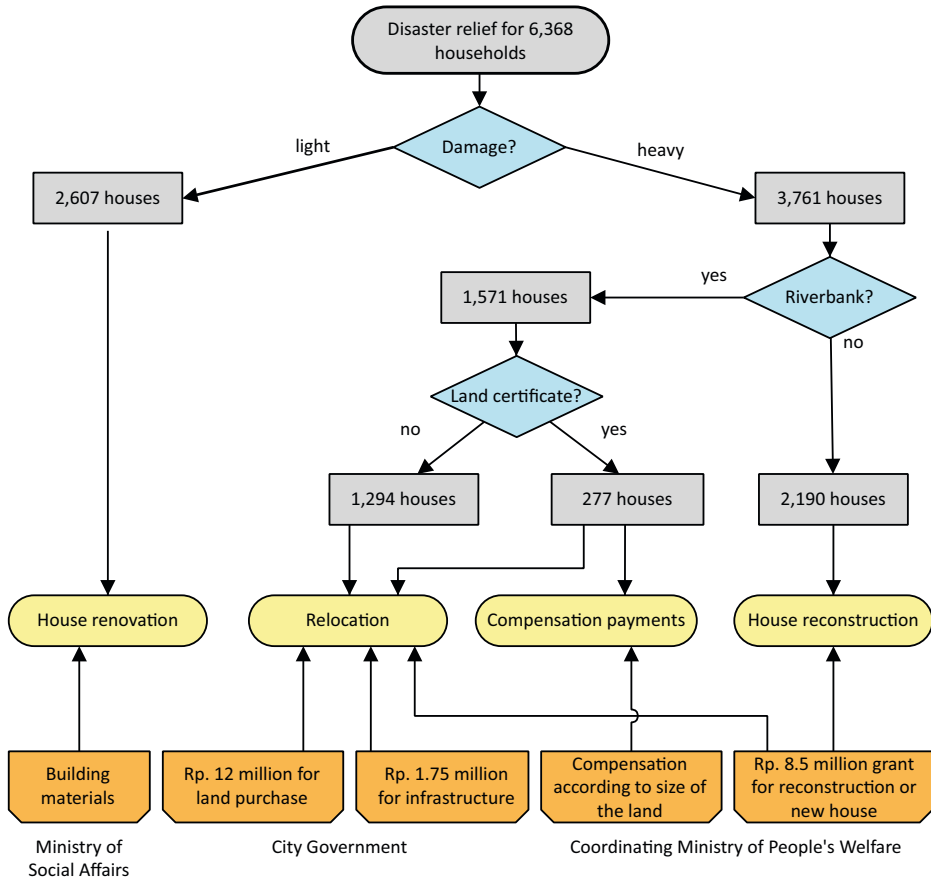 Disaster relief for 6,368
households
Damage?
light
heavy
2,607 houses
3,761 houses
yes
1,571 houses
Riverbank?
no
Land certificate?
no
yes
1,294 houses
277 houses
2,190 houses
House renovation
Relocation
Compensation payments
House reconstruction
Building
materials
Rp. 12 million for
land purchase
Rp. 1.75 million
for infrastructure
Compensation
according to size of
the land
Rp. 8.5 million grant
for reconstruction or
new house
Ministry of
Social Affairs
City Government
Coordinating Ministry of People's Welfare